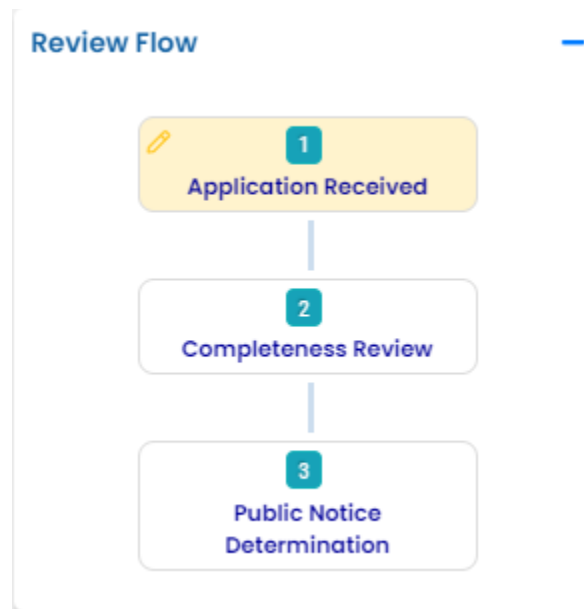 Review Flow
1
Application Received
2
Completeness Review
3
Public Notice
Determination